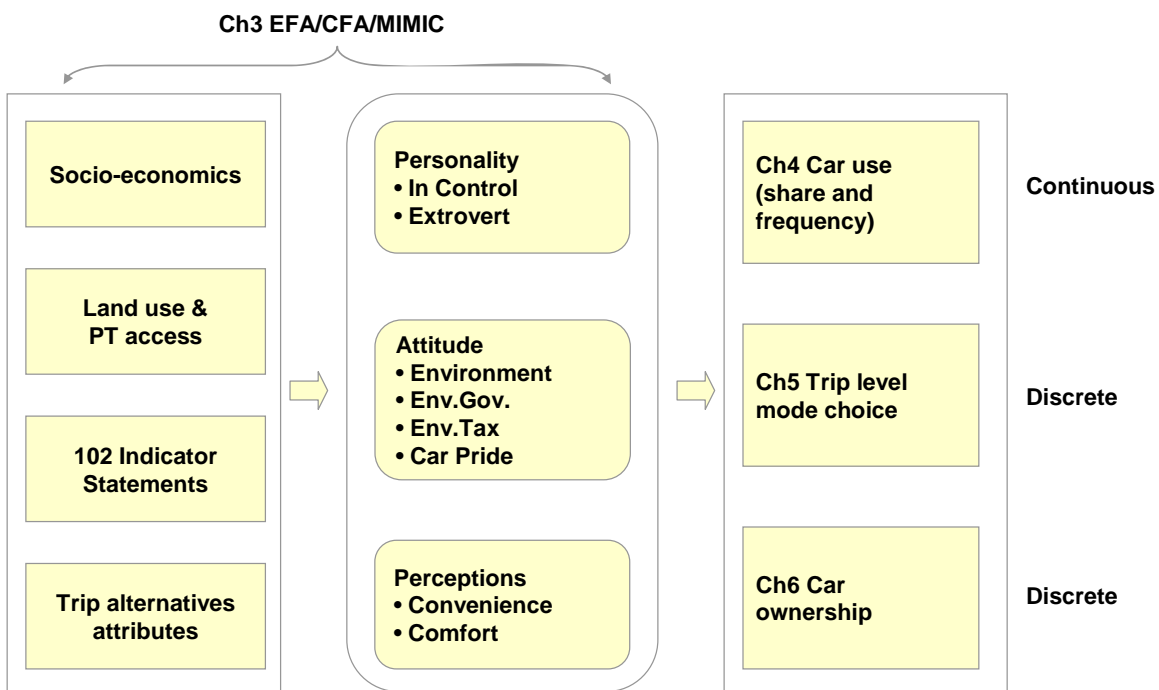 Ch3 EFA/CFA/MIMIC
Socio-economics
Land use &
PT access
102 Indicator
Statements
Trip alternatives
attributes
Personality
• In Control
• Extrovert
Attitude
• Environment
• Env.Gov.
• Env.Tax
• Car Pride
Perceptions
• Convenience
• Comfort
Ch4 Car use
(share and
frequency)
Continuous
Ch5 Trip level
mode choice
Discrete
Ch6 Car
ownership
Discrete